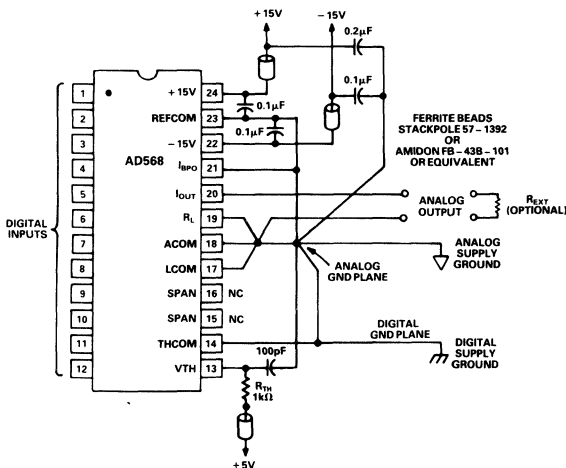 +15V
−15V
0.2µF
0.1µF
0.1µF
0.1µF
FERRITE BEADS
STACKPOLE 57−1392
OR
AMIDON FB−43B−101
OR EQUIVALENT
DIGITAL
INPUTS
1
2
3
4
5
6
7
8
9
10
11
12
AD568
+15V 24
REFCOM 23
−15V 22
IBPO 21
IOUT 20
RL 19
ACOM 18
LCOM 17
SPAN 16 NC
SPAN 15 NC
THCOM 14
VTH 13
ANALOG
OUTPUT
REXT
(OPTIONAL)
ANALOG
GND PLANE
ANALOG
SUPPLY
GROUND
DIGITAL
GND PLANE
DIGITAL
SUPPLY
GROUND
100pF
RTH
1kΩ
+5V